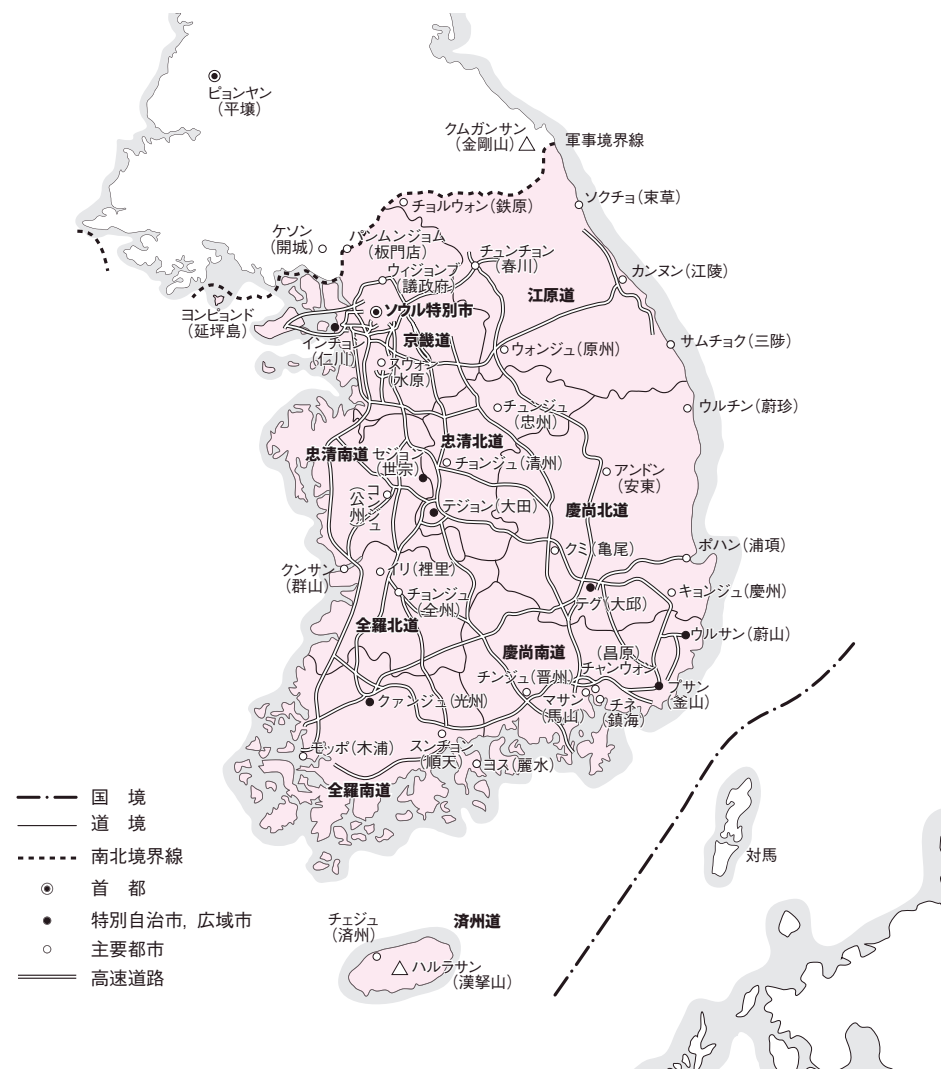 ピョンヤン
(平壌)
クムガンサン
(金剛山)
軍事境界線
ソクチョ(束草)
チョルウォン(鉄原)
ケソン
(開城)
パンムンジョム
(板門店)
チュンチョン
(春川)
ウィジョンブ
(議政府)
カンヌン(江陵)
江原道
ヨンピョンド
(延坪島)
ソウル特別市
インチョン
(仁川)
京畿道
サムチョク(三陟)
ウォンジュ(原州)
スウォン
(水原)
チュンジュ
(忠州)
ウルチン(蔚珍)
忠清南道
セジョン
(世宗)
忠清北道
チョンジュ(清州)
アンドン
(安東)
コンジュ
(公州)
テジョン(大田)
慶尚北道
クミ(亀尾)
ポハン(浦項)
クンサン
(群山)
イリ(裡里)
チョンジュ
(全州)
テグ(大邱)
キョンジュ(慶州)
全羅北道
ウルサン(蔚山)
慶尚南道
(昌原)
チャンウォン
チンジュ(晋州)
マサン
(馬山)
チネ
(鎮海)
プサン
(釜山)
クァンジュ(光州)
モッポ(木浦)
スンチョン
(順天)
ヨス(麗水)
全羅南道
対馬
チェジュ
(済州)
済州道
ハルラサン
(漢拏山)
国 境
道 境
南北境界線
首 都
特別自治市, 広域市
主要都市
高速道路